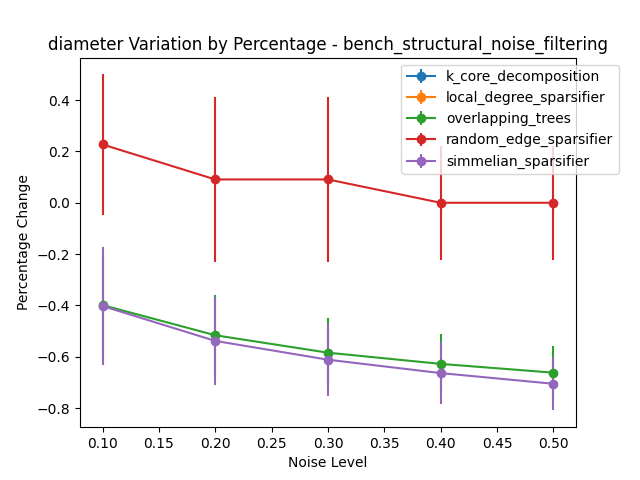 diameter Variation by Percentage - bench_structural_noise_filtering
k_core_decomposition
local_degree_sparsifier
overlapping_trees
random_edge_sparsifier
simmelian_sparsifier
Percentage Change
0.4
0.2
0.0
−0.2
−0.4
−0.6
−0.8
0.10 0.15 0.20 0.25 0.30 0.35 0.40 0.45 0.50
Noise Level